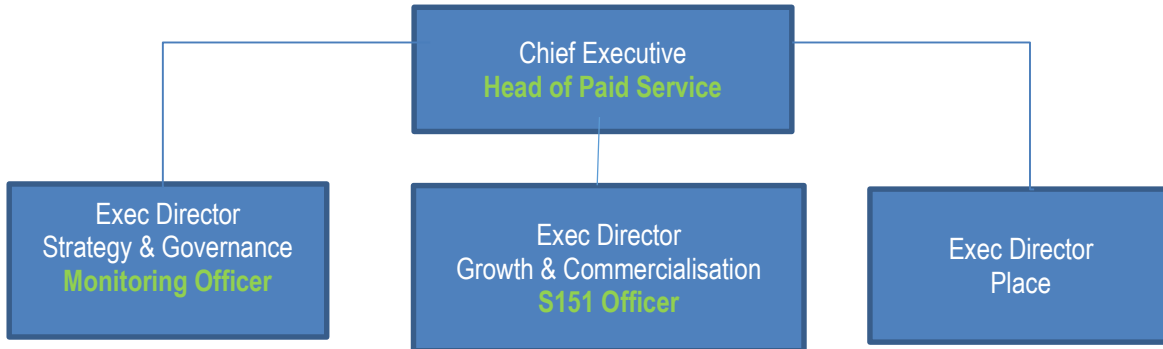 Chief Executive
Head of Paid Service
Exec Director
Strategy & Governance
Monitoring Officer
Exec Director
Growth & Commercialisation
S151 Officer
Exec Director
Place